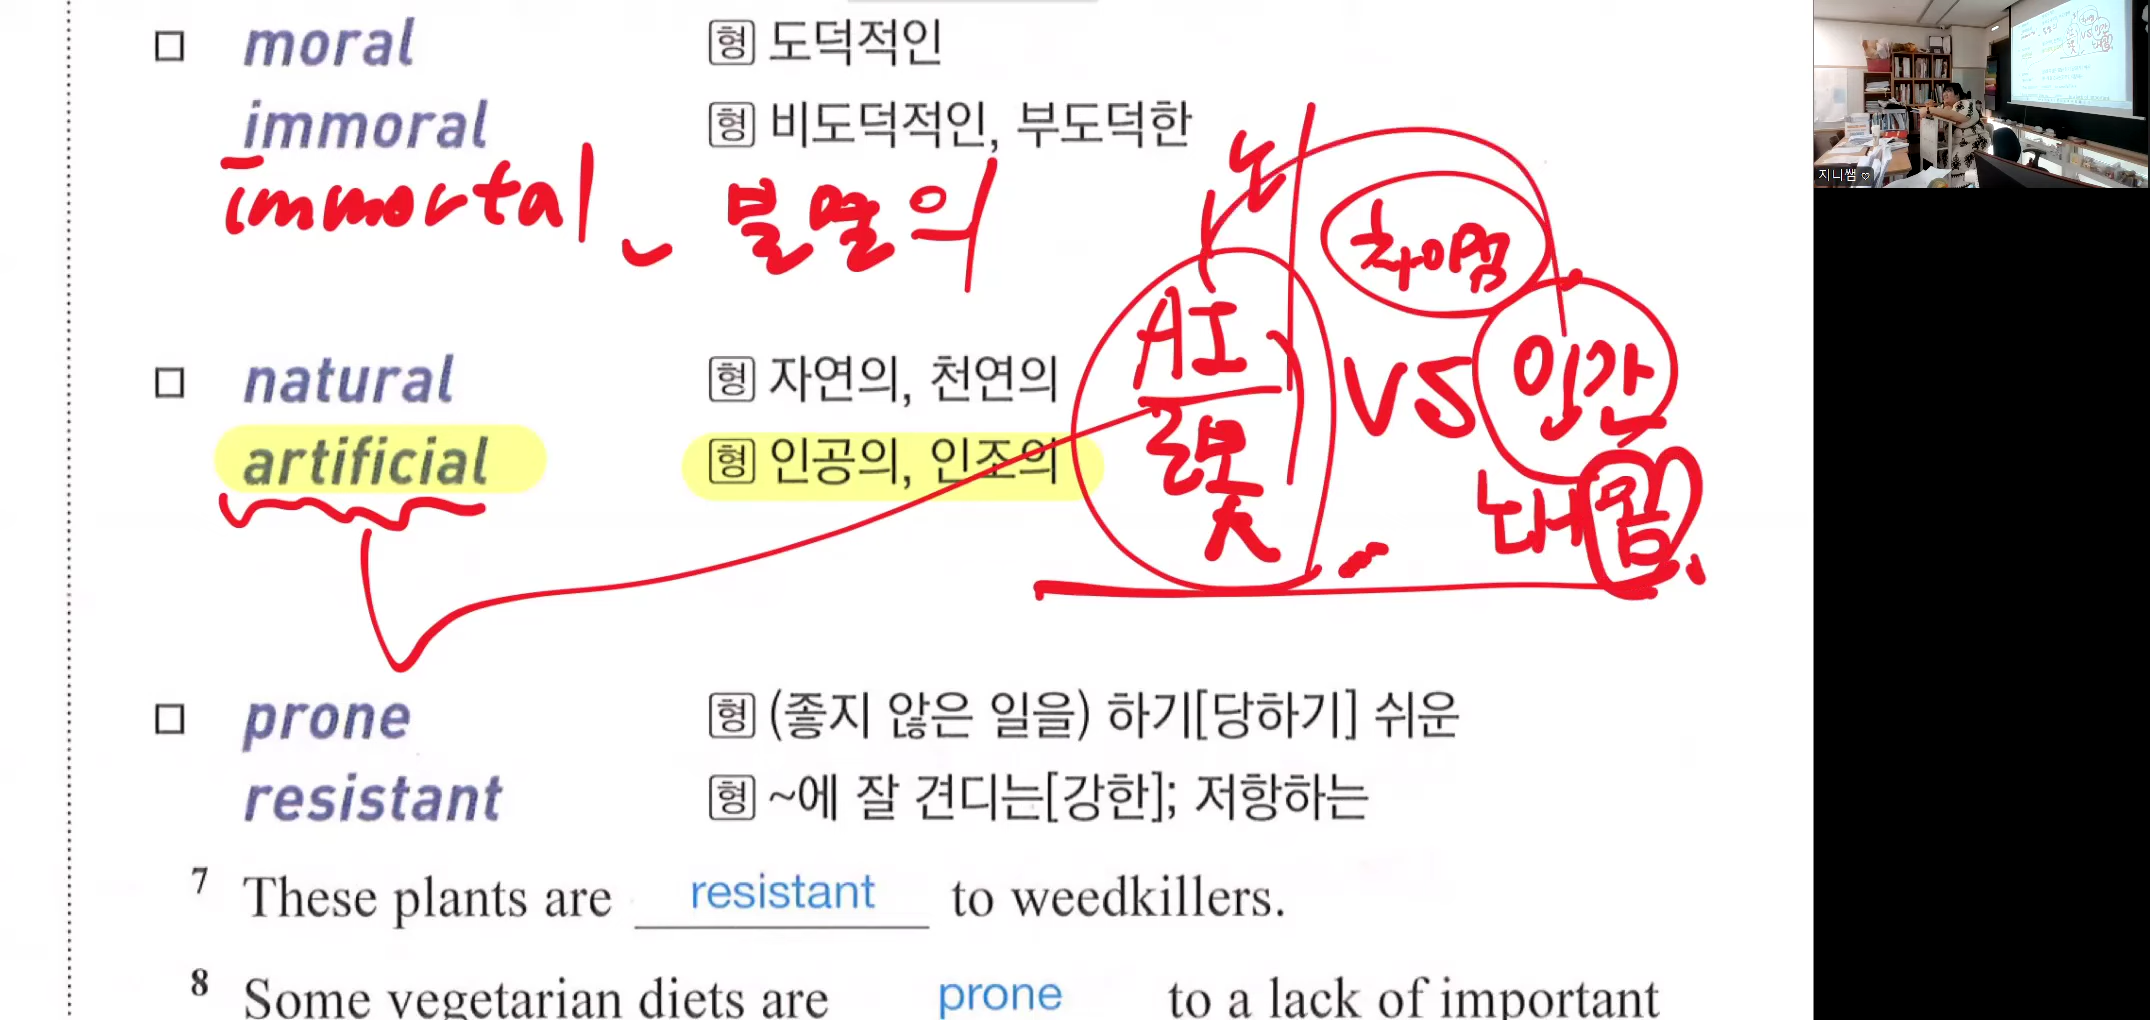 □ moral 형 도덕적인
immoral 형 비도덕적인, 부도덕한
immortal 불멸의
뇌
차이점
AI
로봇
VS 인간
뇌 몸
□ natural 형 자연의, 천연의
artificial 형 인공의, 인조의
□ prone 형 (좋지 않은 일을) 하기[당하기] 쉬운
resistant 형 ~에 잘 견디는[강한]; 저항하는
7 These plants are resistant to weedkillers.
8 Some vegetarian diets are prone to a lack of important
지니쌤 ♡